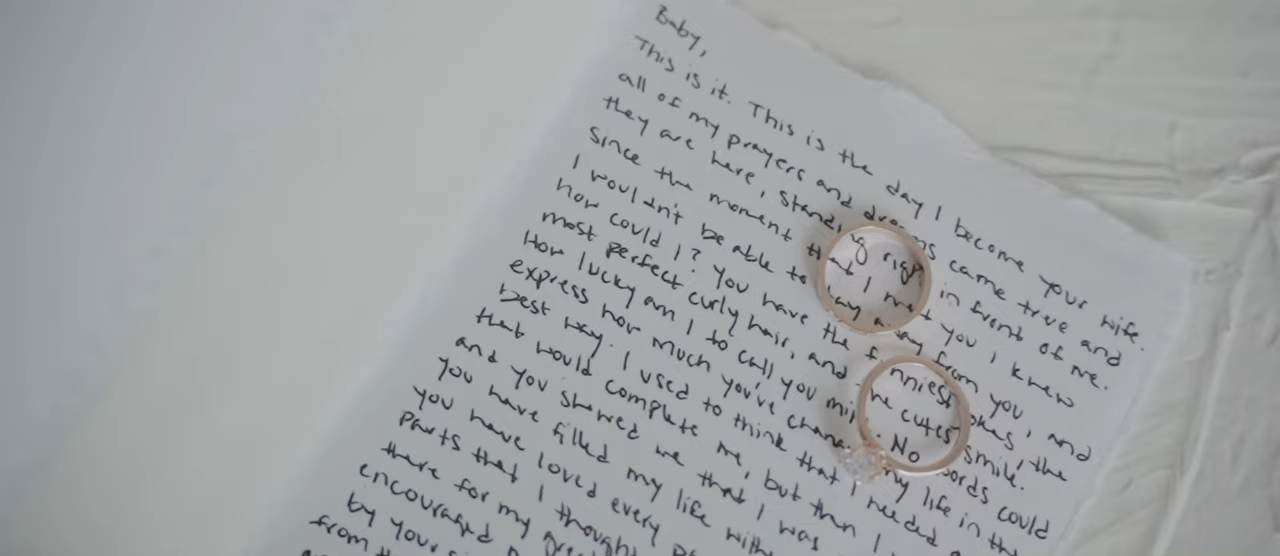 Baby,
This is it. This is the day I become your wife.
all of my prayers and dreams came true and
they are here, standing right in front of me.
Since the moment that I met you I knew
I wouldn't be able to stay away from you, and
how could I? You have the funniest jokes, the
most perfect curly hair, and the cutest smile.
How lucky am I to call you mine. No words could
express how much you've changed my life in the
best way. I used to think that I needed
that would complete me, but then I
and you showed me that I was
you have filled my life
you have loved every
parts that I thought
there for my
encouraged
by your
from